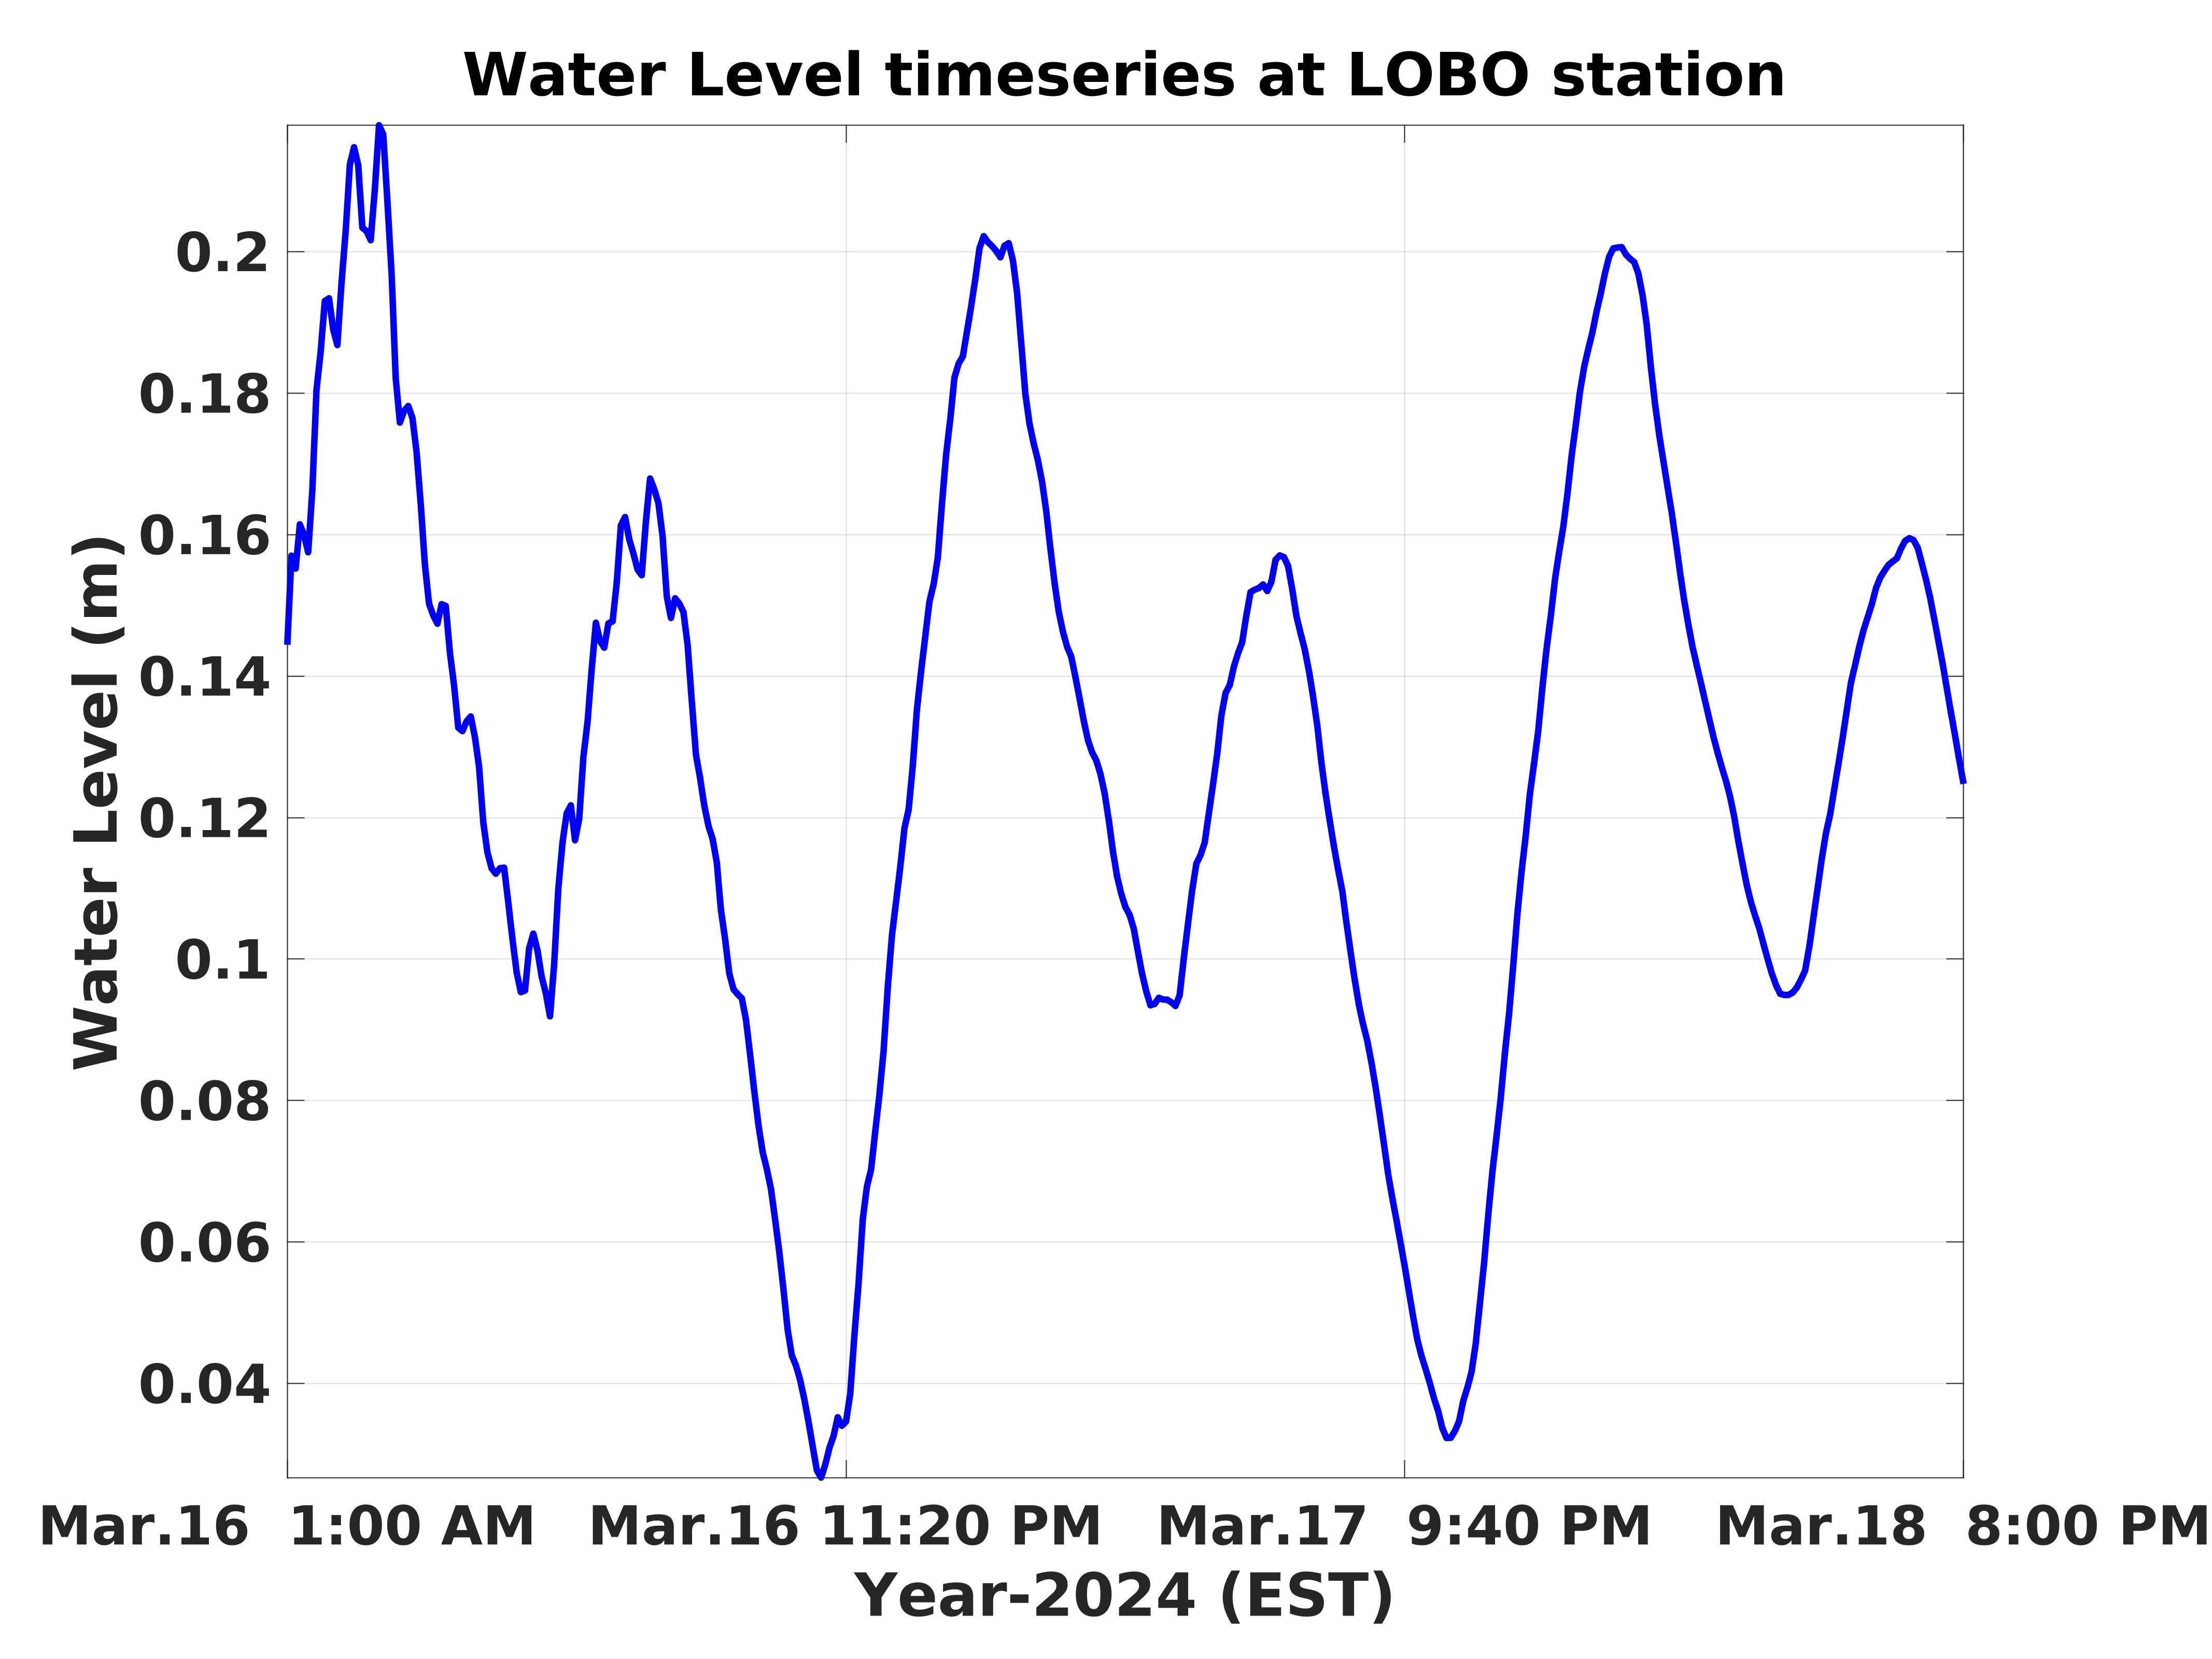 Water Level timeseries at LOBO station
Water Level (m)
0.2
0.18
0.16
0.14
0.12
0.1
0.08
0.06
0.04
Mar.16 1:00 AM Mar.16 11:20 PM Mar.17 9:40 PM Mar.18 8:00 PM
Year-2024 (EST)